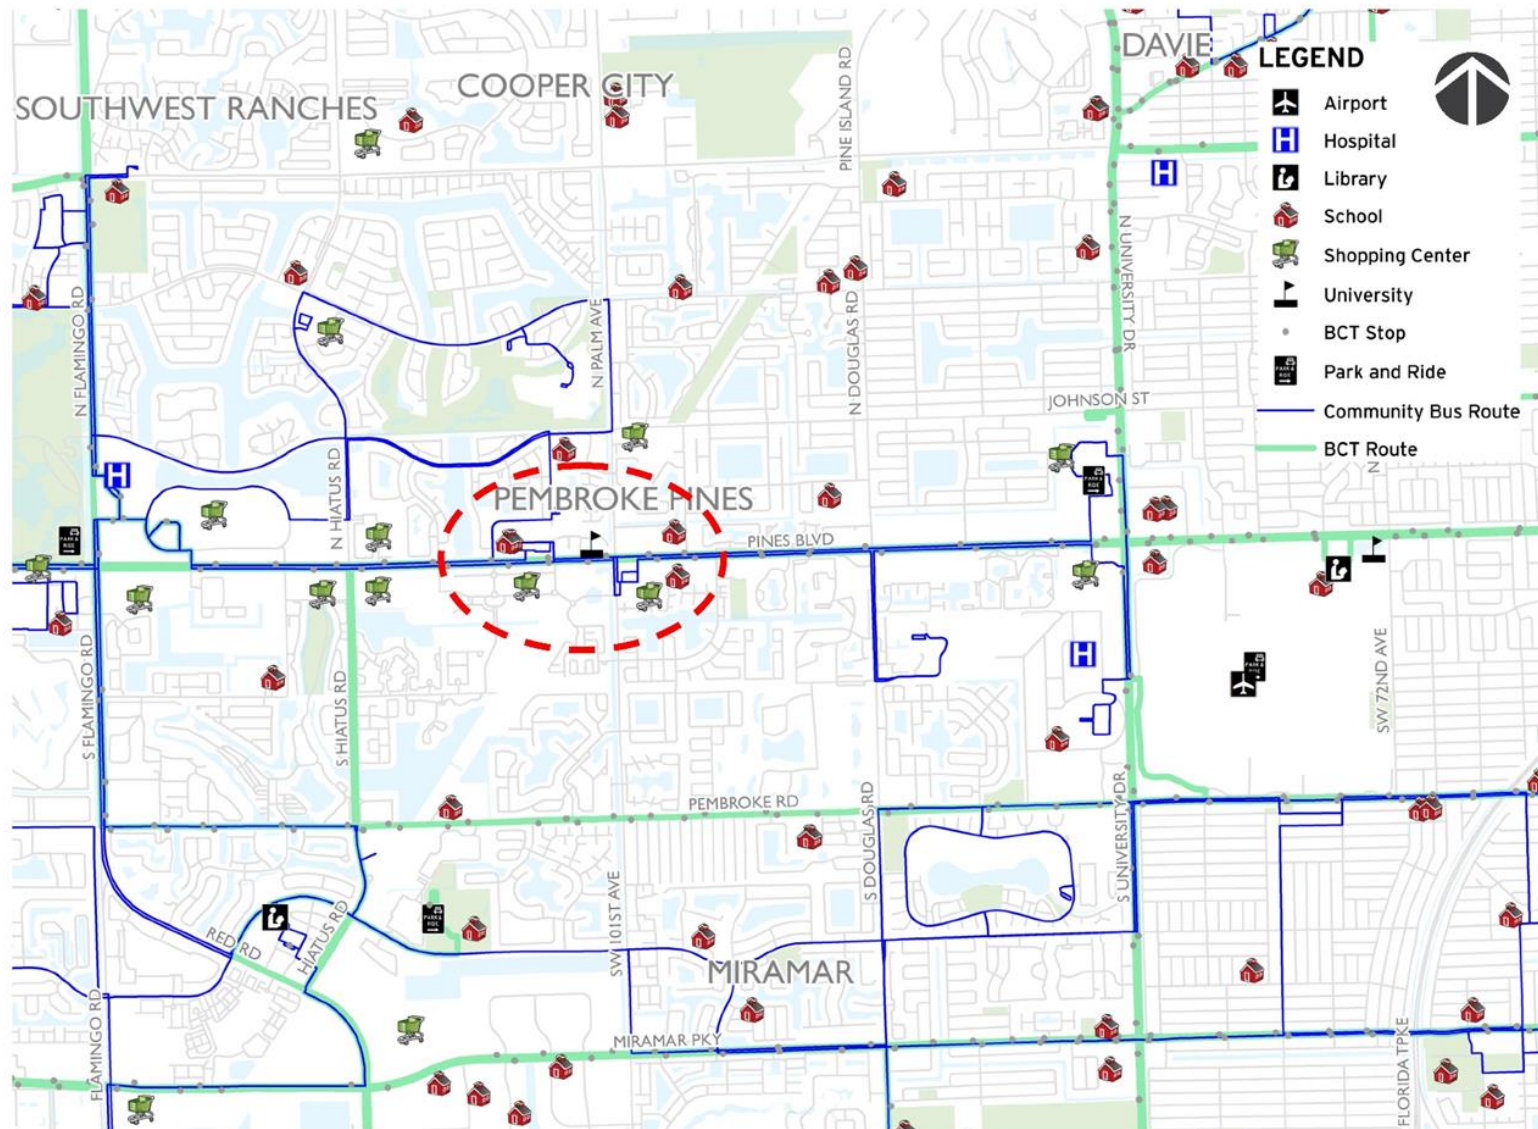 DAVIE
COOPER CITY
SOUTHWEST RANCHES
PINE ISLAND RD
LEGEND
Airport
Hospital
Library
School
Shopping Center
University
BCT Stop
Park and Ride
Community Bus Route
BCT Route
N FLAMINGO RD
N PALM AVE
N DOUGLAS RD
N UNIVERSITY DR
JOHNSON ST
N
N HIATUS RD
PEMBROKE PINES
PINES BLVD
PARK &
RIDE
S FLAMINGO RD
S HIATUS RD
SW 72ND AVE
PEMBROKE RD
S DOUGLAS RD
S UNIVERSITY DR
SW 101ST AVE
RED RD
HIATUS RD
MIRAMAR
FLAMINGO RD
MIRAMAR PKY
FLORIDA TPKE